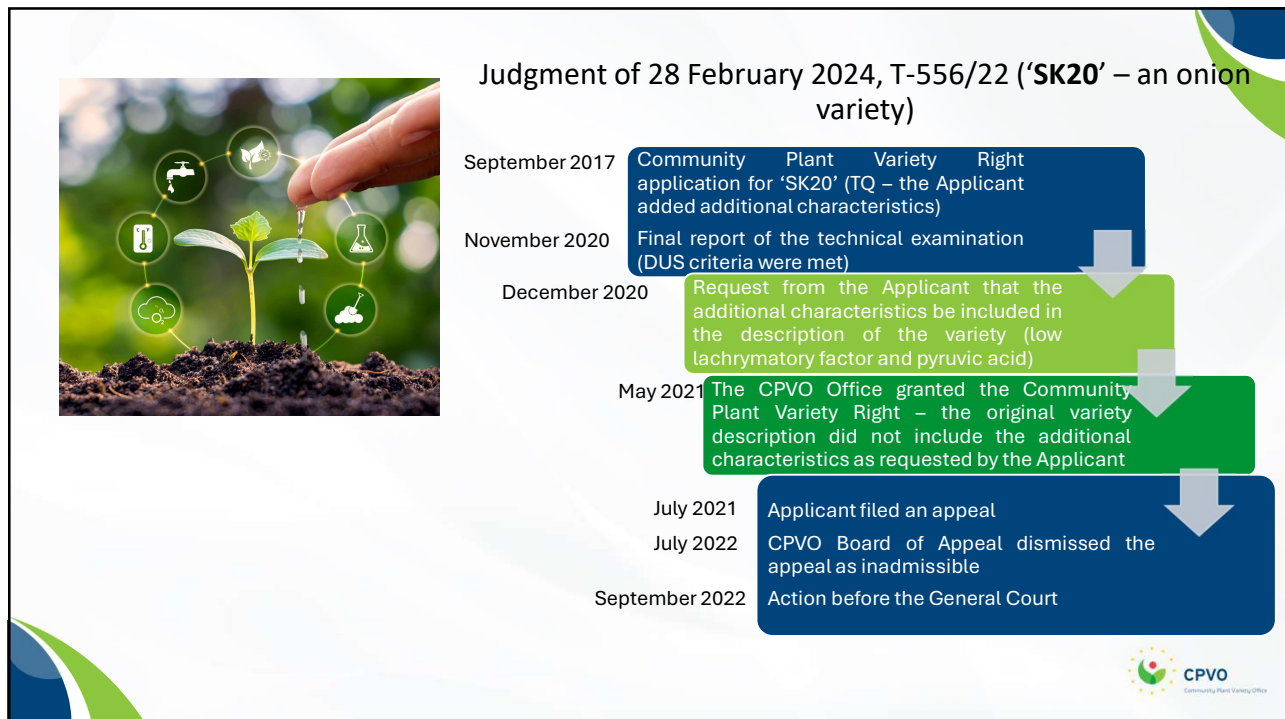 Judgment of 28 February 2024, T-556/22 (‘SK20’ – an onion
variety)
September 2017
Community Plant Variety Right
application for ‘SK20’ (TQ – the Applicant
added additional characteristics)
November 2020
Final report of the technical examination
(DUS criteria were met)
December 2020
Request from the Applicant that the
additional characteristics be included in
the description of the variety (low
lachrymatory factor and pyruvic acid)
May 2021
The CPVO Office granted the Community
Plant Variety Right – the original variety
description did not include the additional
characteristics as requested by the Applicant
July 2021
Applicant filed an appeal
July 2022
CPVO Board of Appeal dismissed the
appeal as inadmissible
September 2022
Action before the General Court
CPVO
Community Plant Variety Office